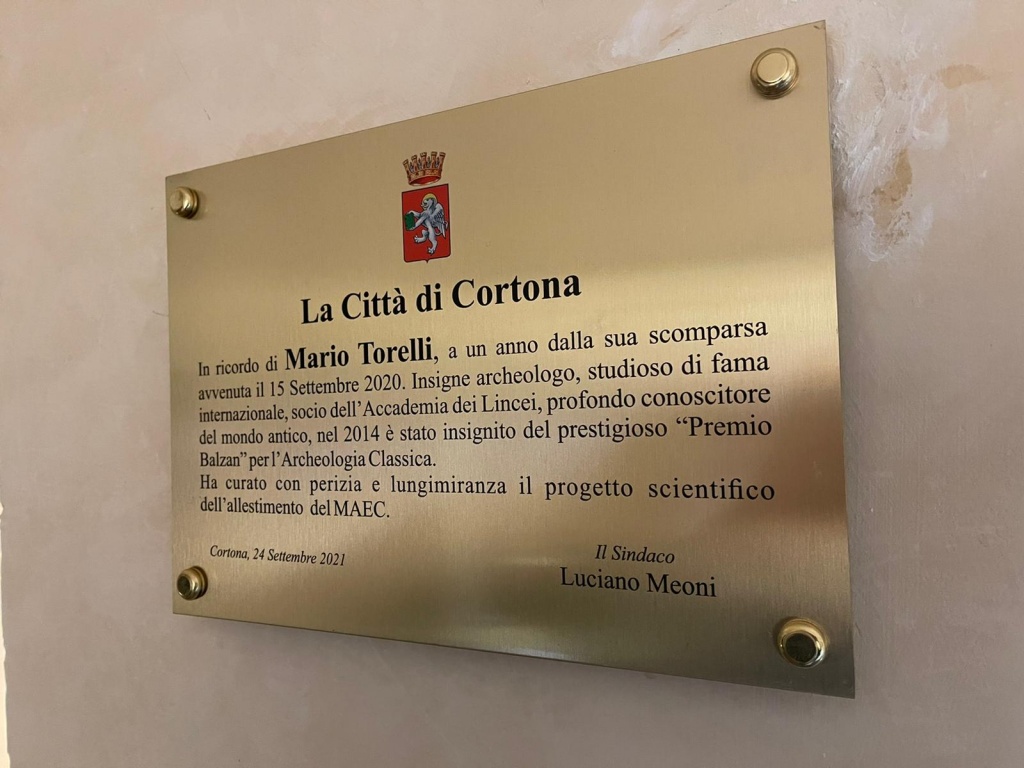 La Città di Cortona
In ricordo di Mario Torelli, a un anno dalla sua scomparsa
avvenuta il 15 Settembre 2020. Insigne archeologo, studioso di fama
internazionale, socio dell'Accademia dei Lincei, profondo conoscitore
del mondo antico, nel 2014 è stato insignito del prestigioso “Premio
Balzan” per l'Archeologia Classica.
Ha curato con perizia e lungimiranza il progetto scientifico
dell'allestimento del MAEC.
Cortona, 24 Settembre 2021
Il Sindaco
Luciano Meoni